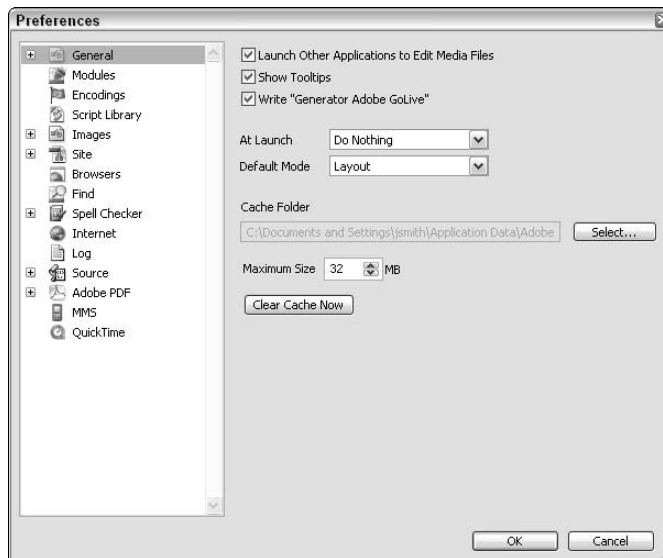 Preferences
General
Modules
Encodings
Script Library
Images
Site
Browsers
Find
Spell Checker
Internet
Log
Source
Adobe PDF
MMS
QuickTime
Launch Other Applications to Edit Media Files
Show Tooltips
Write "Generator Adobe GoLive"
At Launch Do Nothing
Default Mode Layout
Cache Folder
C:\Documents and Settings\jsmith\Application Data\Adobe Select...
Maximum Size 32 MB
Clear Cache Now
OK Cancel